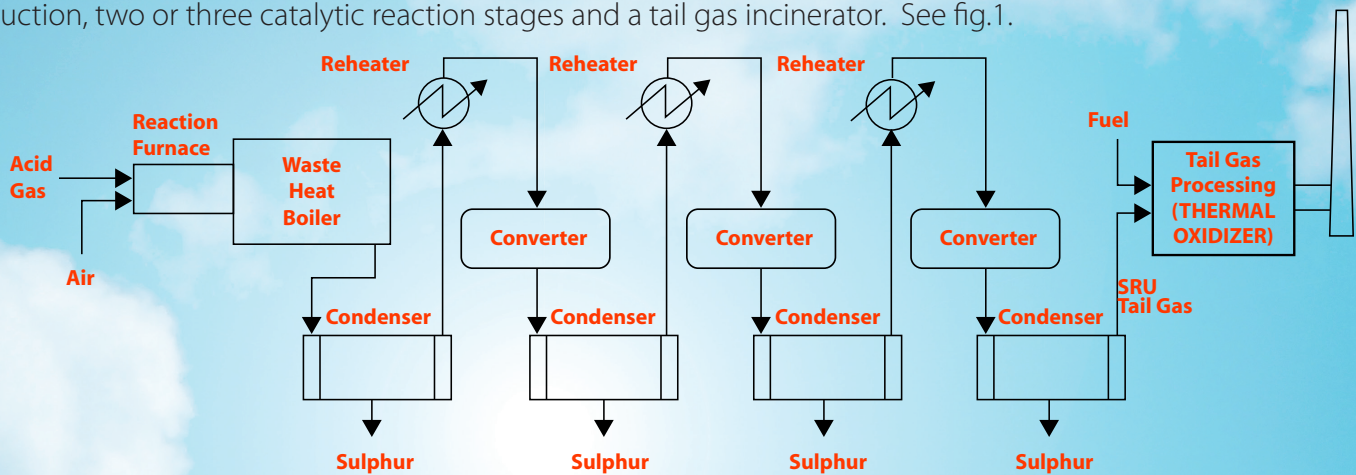 uction, two or three catalytic reaction stages and a tail gas incinerator. See fig.1.
Reheater
Reheater
Reheater
Reaction
Furnace
Acid
Gas
Air
Waste
Heat
Boiler
Converter
Converter
Converter
Fuel
Tail Gas
Processing
(THERMAL
OXIDIZER)
SRU
Tail Gas
Condenser
Condenser
Condenser
Condenser
Sulphur
Sulphur
Sulphur
Sulphur